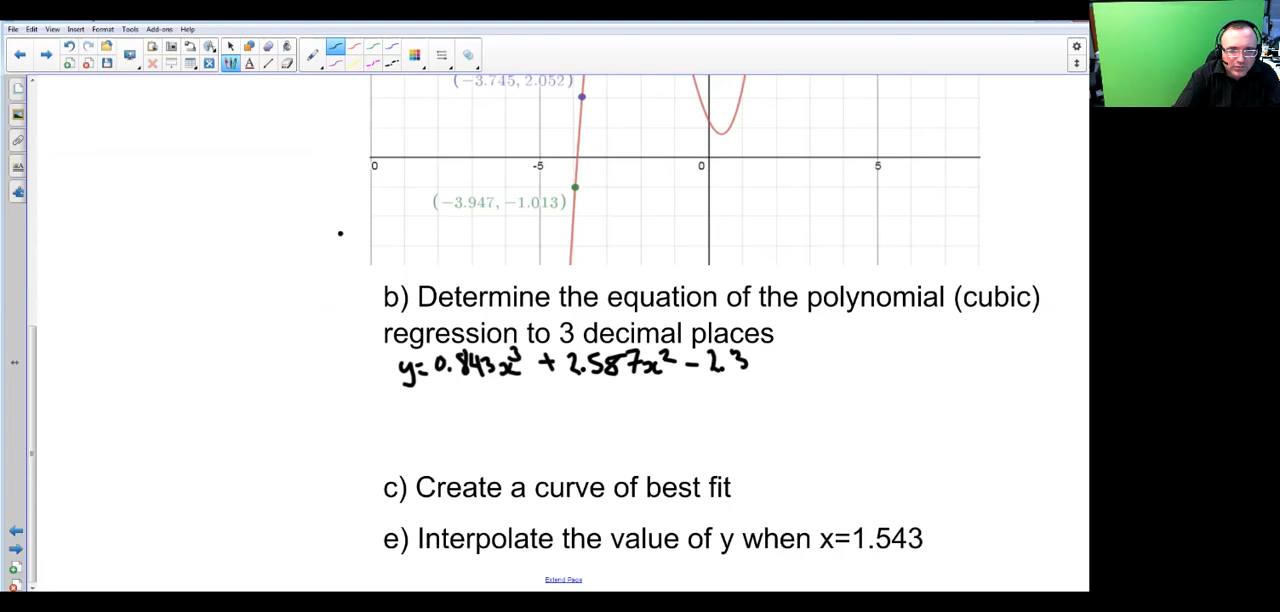 File Edit View Insert Format Tools Add-ons Help
(−3.745, 2.052)
0 -5 0 5
(−3.947, −1.013)
b) Determine the equation of the polynomial (cubic)
regression to 3 decimal places
y=0.843x³ + 2.587x² − 2.3
c) Create a curve of best fit
e) Interpolate the value of y when x=1.543
Extend Page